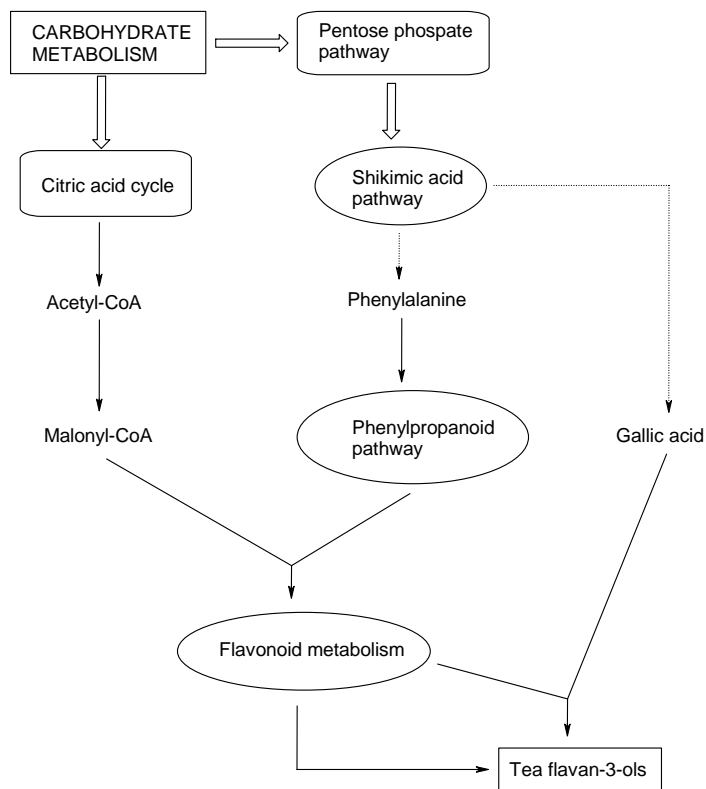 CARBOHYDRATE
METABOLISM
Pentose phospate
pathway
Citric acid cycle
Shikimic acid
pathway
Acetyl-CoA
Phenylalanine
Malonyl-CoA
Phenylpropanoid
pathway
Gallic acid
Flavonoid metabolism
Tea flavan-3-ols